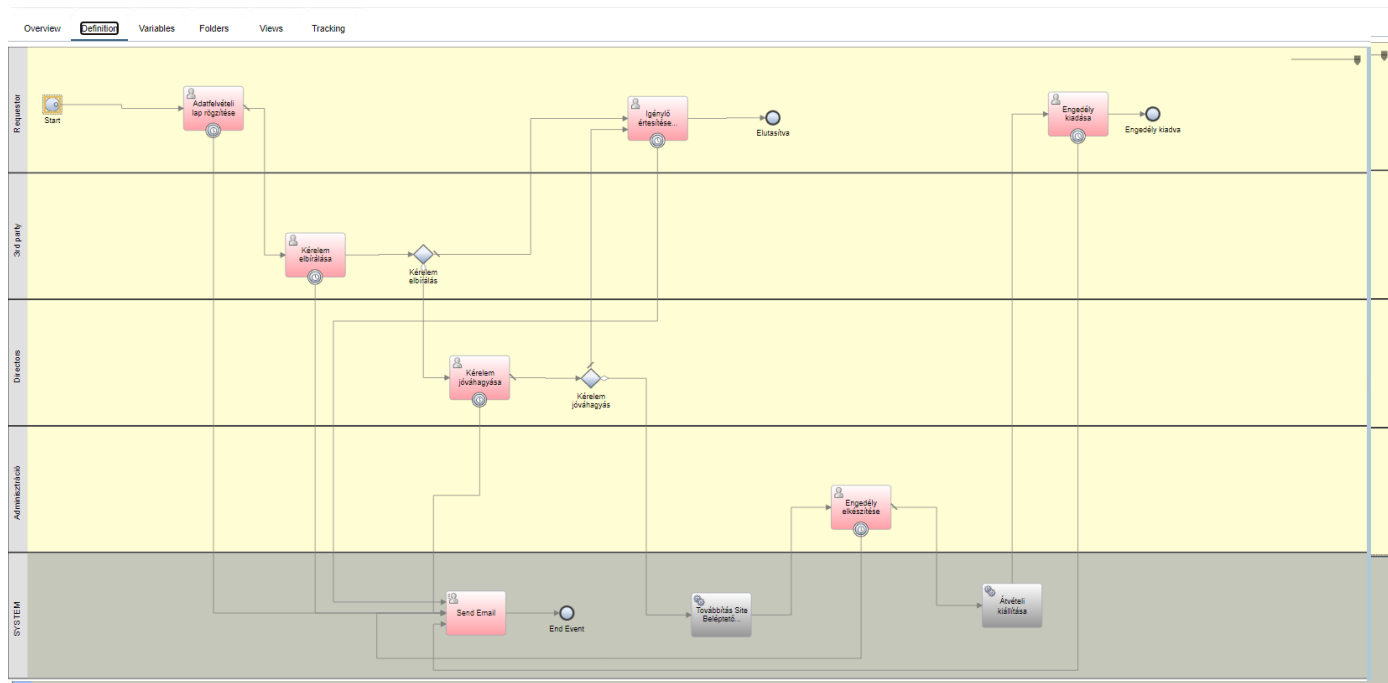 Overview Definition Variables Folders Views Tracking
Requestor
Start
Adatfelvételi
lap rögzítése
Igénylő
értesítése...
Elutasítva
Engedély
kiadása
Engedély kiadva
3rd party
Kérelem
elbírálása
Kérelem
elbírálás
Directors
Kérelem
jóváhagyása
Kérelem
jóváhagyás
Adminisztráció
Engedély
elkészítése
SYSTEM
Send Email
End Event
Továbbítás Site
Beléptető...
Átvételi
kiállítása